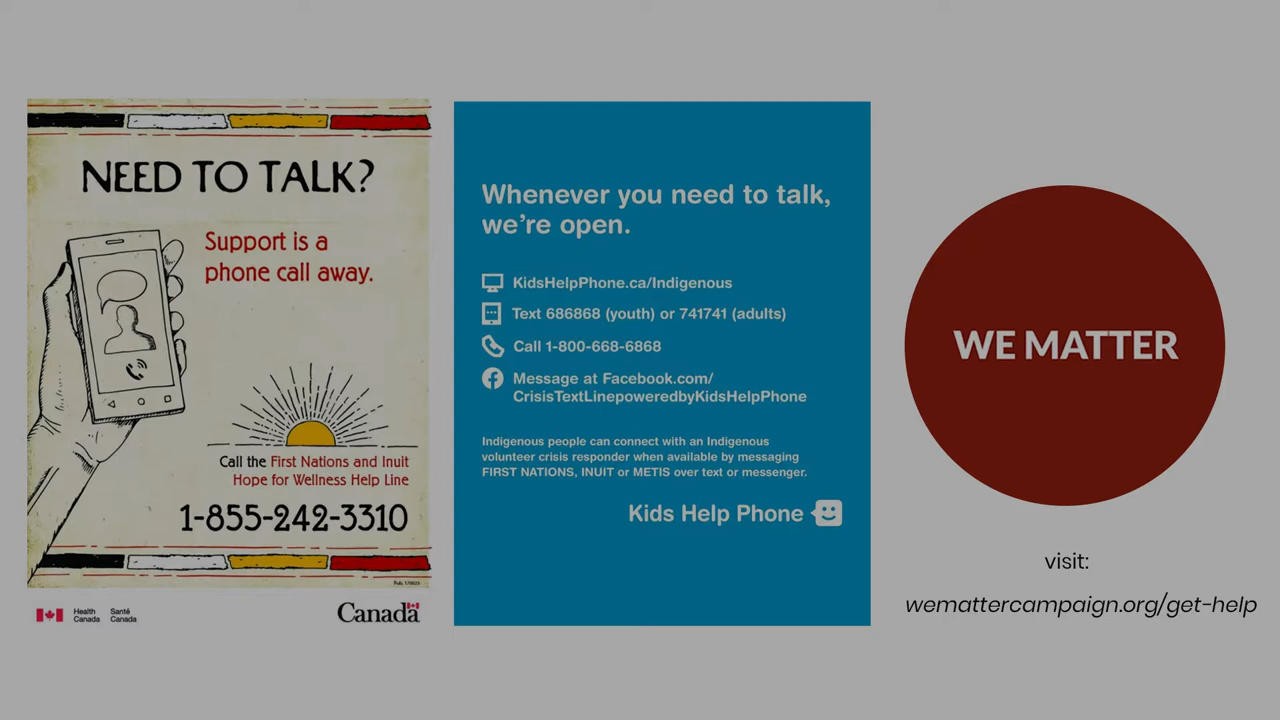 NEED TO TALK?
Support is a
phone call away.
Call the First Nations and Inuit
Hope for Wellness Help Line
1-855-242-3310
Pub. 170025
Health
Canada
Santé
Canada
Canada
Whenever you need to talk,
we're open.
KidsHelpPhone.ca/Indigenous
Text 686868 (youth) or 741741 (adults)
Call 1-800-668-6868
Message at Facebook.com/
CrisisTextLinepoweredbyKidsHelpPhone
Indigenous people can connect with an Indigenous
volunteer crisis responder when available by messaging
FIRST NATIONS, INUIT or METIS over text or messenger.
Kids Help Phone
WE MATTER
visit:
wemattercampaign.org/get-help